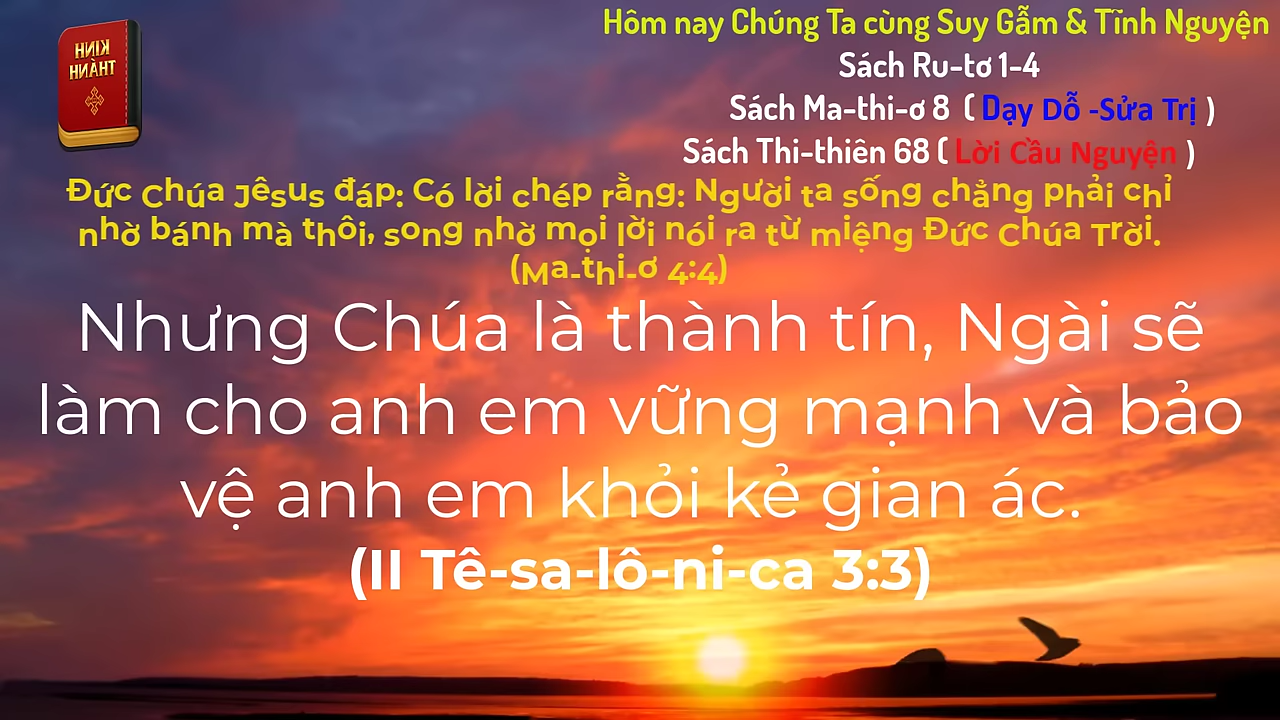 KINH
THÁNH
Hôm nay Chúng Ta cùng Suy Gẫm & Tĩnh Nguyện
Sách Ru-tơ 1-4
Sách Ma-thi-ơ 8 ( Dạy Dỗ -Sửa Trị )
Sách Thi-thiên 68 ( Lời Cầu Nguyện )
Đức Chúa Jêsus đáp: Có lời chép rằng: Người ta sống chẳng phải chỉ
nhờ bánh mà thôi, song nhờ mọi lời nói ra từ miệng Đức Chúa Trời.
(Ma-thi-ơ 4:4)
Nhưng Chúa là thành tín, Ngài sẽ
làm cho anh em vững mạnh và bảo
vệ anh em khỏi kẻ gian ác.
(II Tê-sa-lô-ni-ca 3:3)